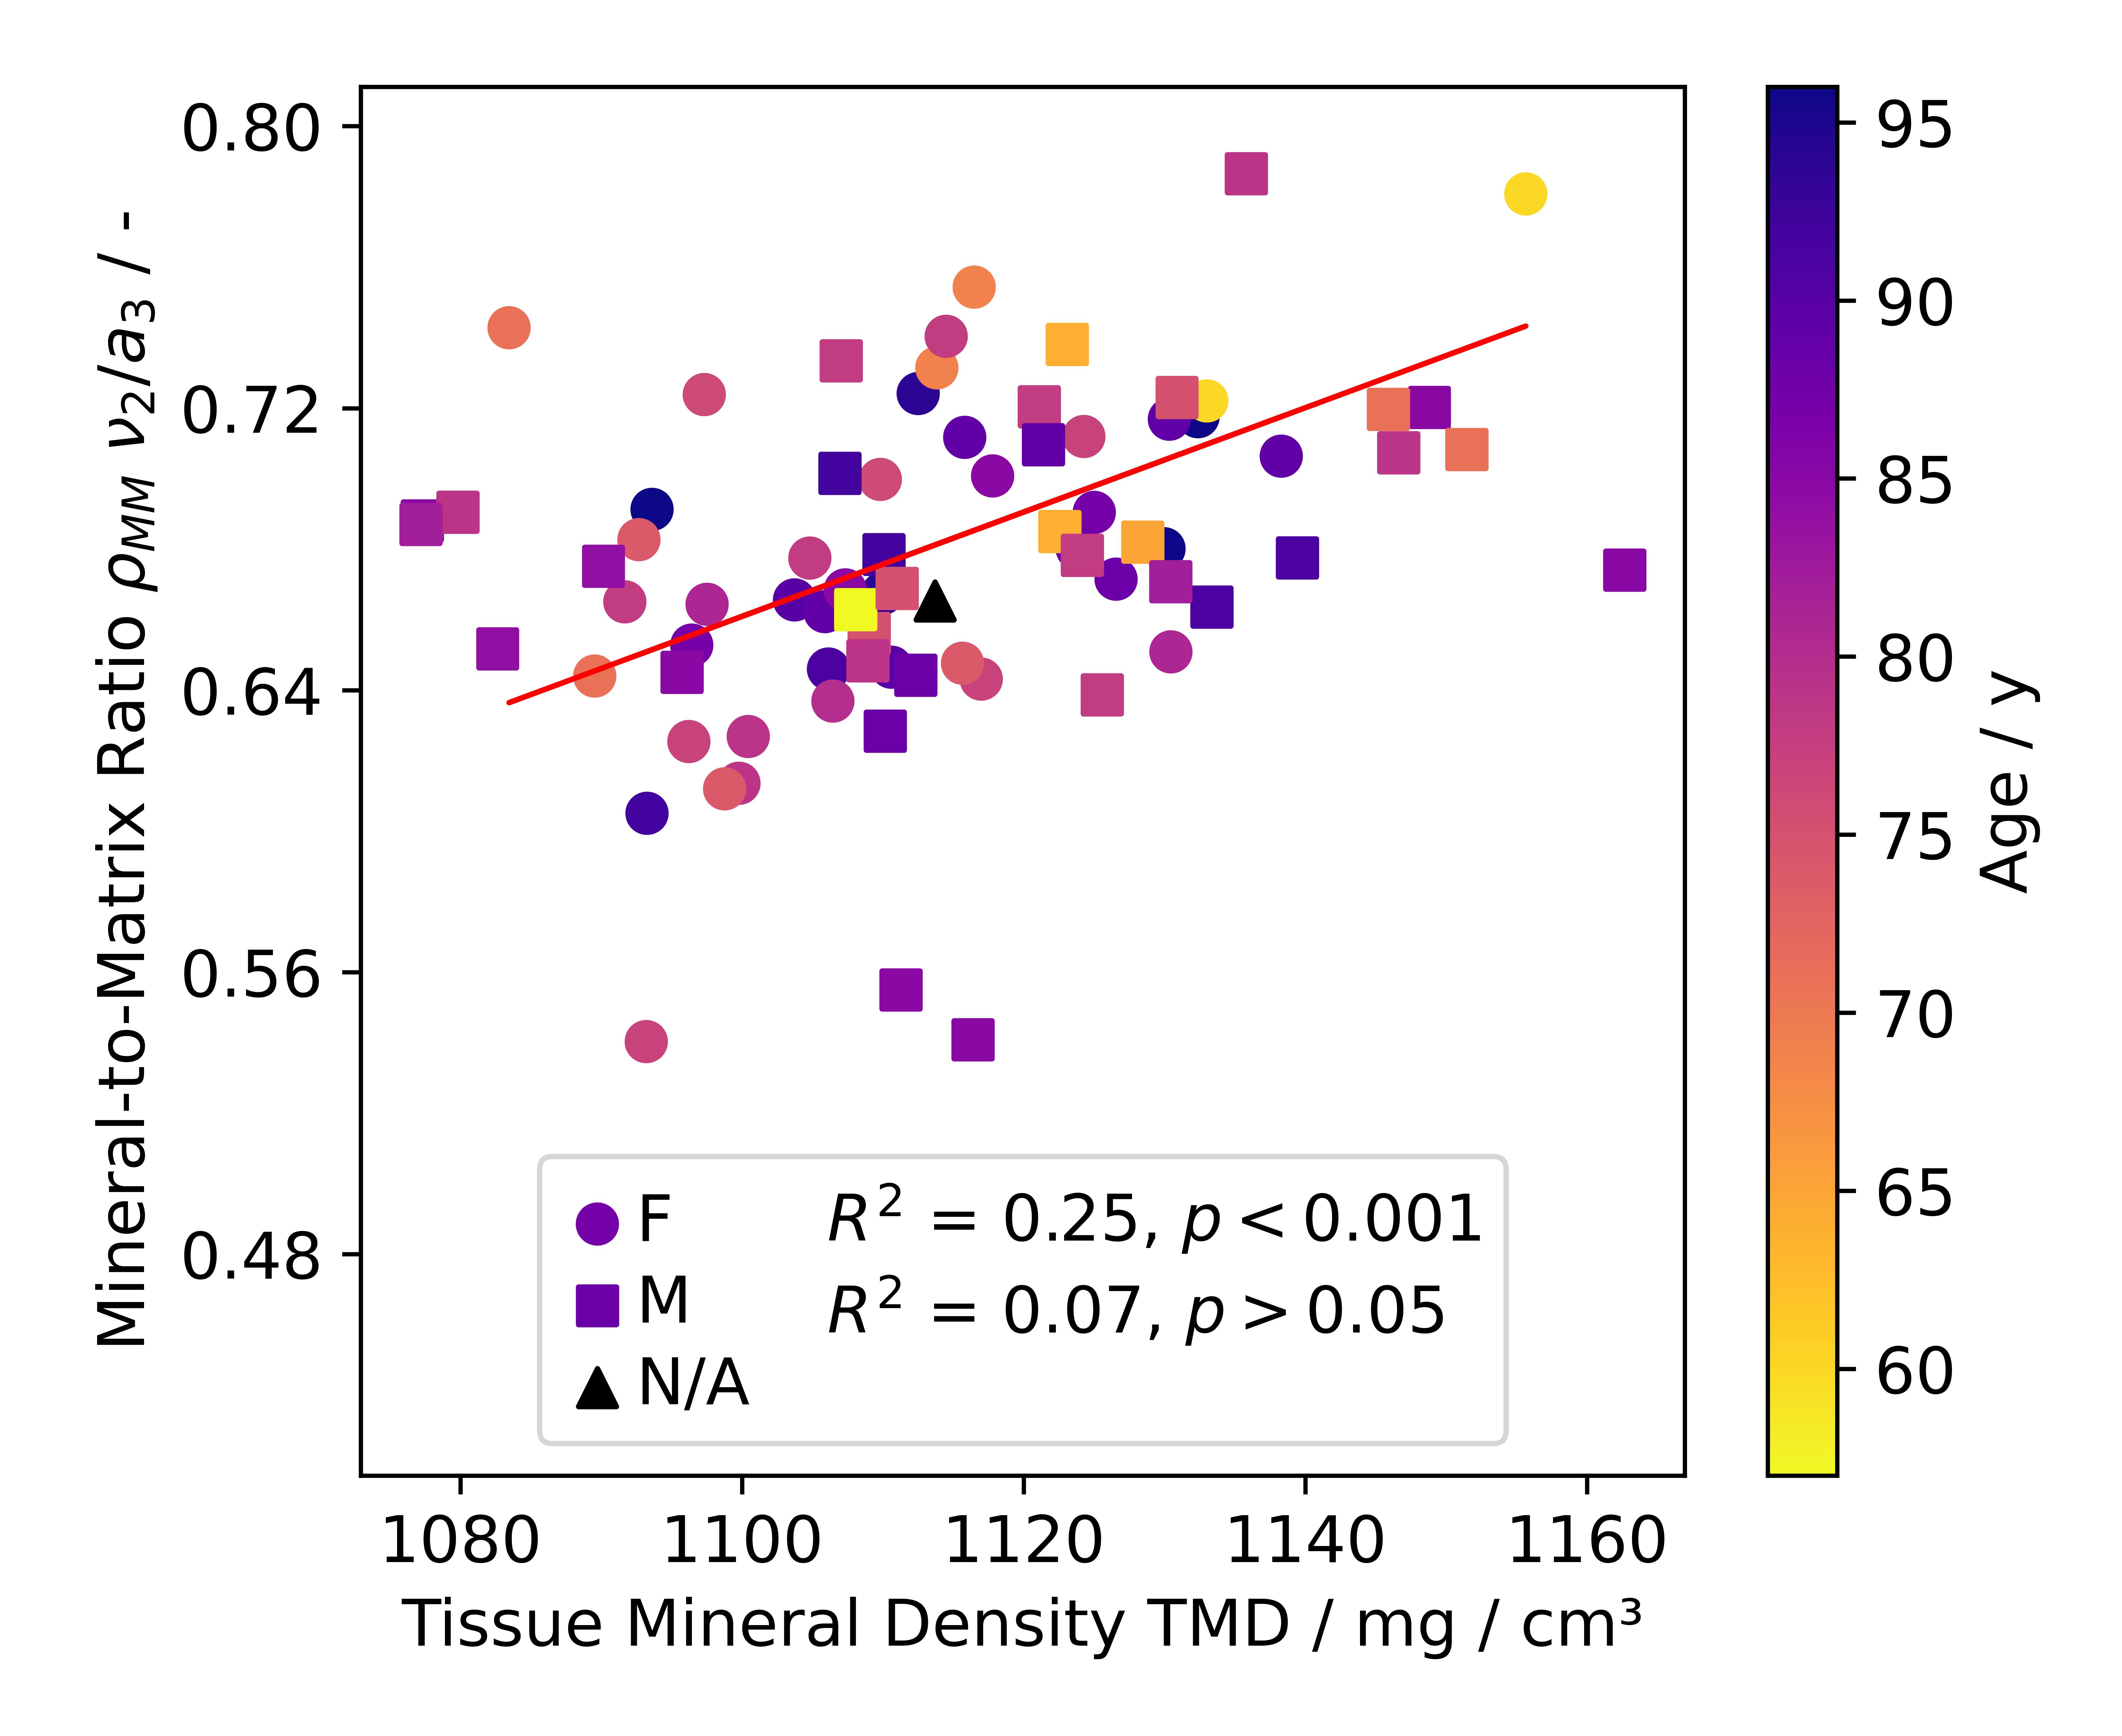 Mineral-to-Matrix Ratio ρMM ν₂/a₃ / -
0.80
0.72
0.64
0.56
0.48
F R² = 0.25, p < 0.001
M R² = 0.07, p > 0.05
N/A
1080 1100 1120 1140 1160
Tissue Mineral Density TMD / mg / cm³
95
90
85
80
75
70
65
60
Age / y